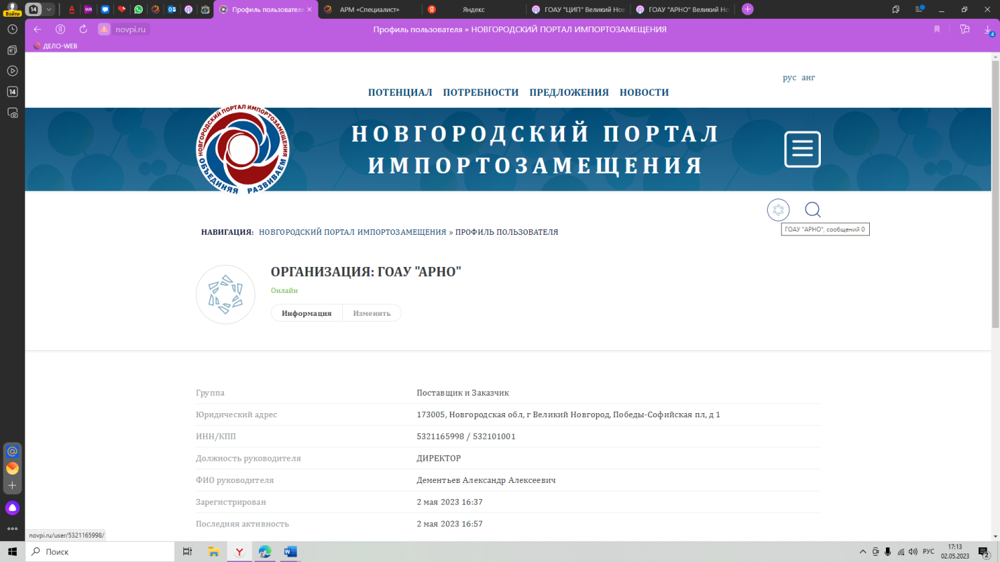 14
Профиль пользователя
АРМ «Специалист»
Яндекс
ГОАУ "ЦИП" Великий Нов
ГОАУ "АРНО" Великий Но
Войти
novpi.ru
Профиль пользователя » НОВГОРОДСКИЙ ПОРТАЛ ИМПОРТОЗАМЕЩЕНИЯ
4
ДЕЛО-WEB
14
рус анг
ПОТЕНЦИАЛ ПОТРЕБНОСТИ ПРЕДЛОЖЕНИЯ НОВОСТИ
НОВГОРОДСКИЙ ПОРТАЛ ИМПОРТОЗАМЕЩЕНИЯ
ОБЪЕДИНЯЯ РАЗВИВАЕМ
НОВГОРОДСКИЙ ПОРТАЛ
ИМПОРТОЗАМЕЩЕНИЯ
ГОАУ "АРНО", сообщений 0
НАВИГАЦИЯ: НОВГОРОДСКИЙ ПОРТАЛ ИМПОРТОЗАМЕЩЕНИЯ » ПРОФИЛЬ ПОЛЬЗОВАТЕЛЯ
ОРГАНИЗАЦИЯ: ГОАУ "АРНО"
Онлайн
Информация Изменить
Группа Поставщик и Заказчик
Юридический адрес 173005, Новгородская обл, г Великий Новгород, Победы-Софийская пл, д 1
ИНН/КПП 5321165998 / 532101001
Должность руководителя ДИРЕКТОР
ФИО руководителя Дементьев Александр Алексеевич
Зарегистрирован 2 мая 2023 16:37
Последняя активность 2 мая 2023 16:57
novpi.ru/user/5321165998/
Поиск
РУС
17:13
02.05.2023
2